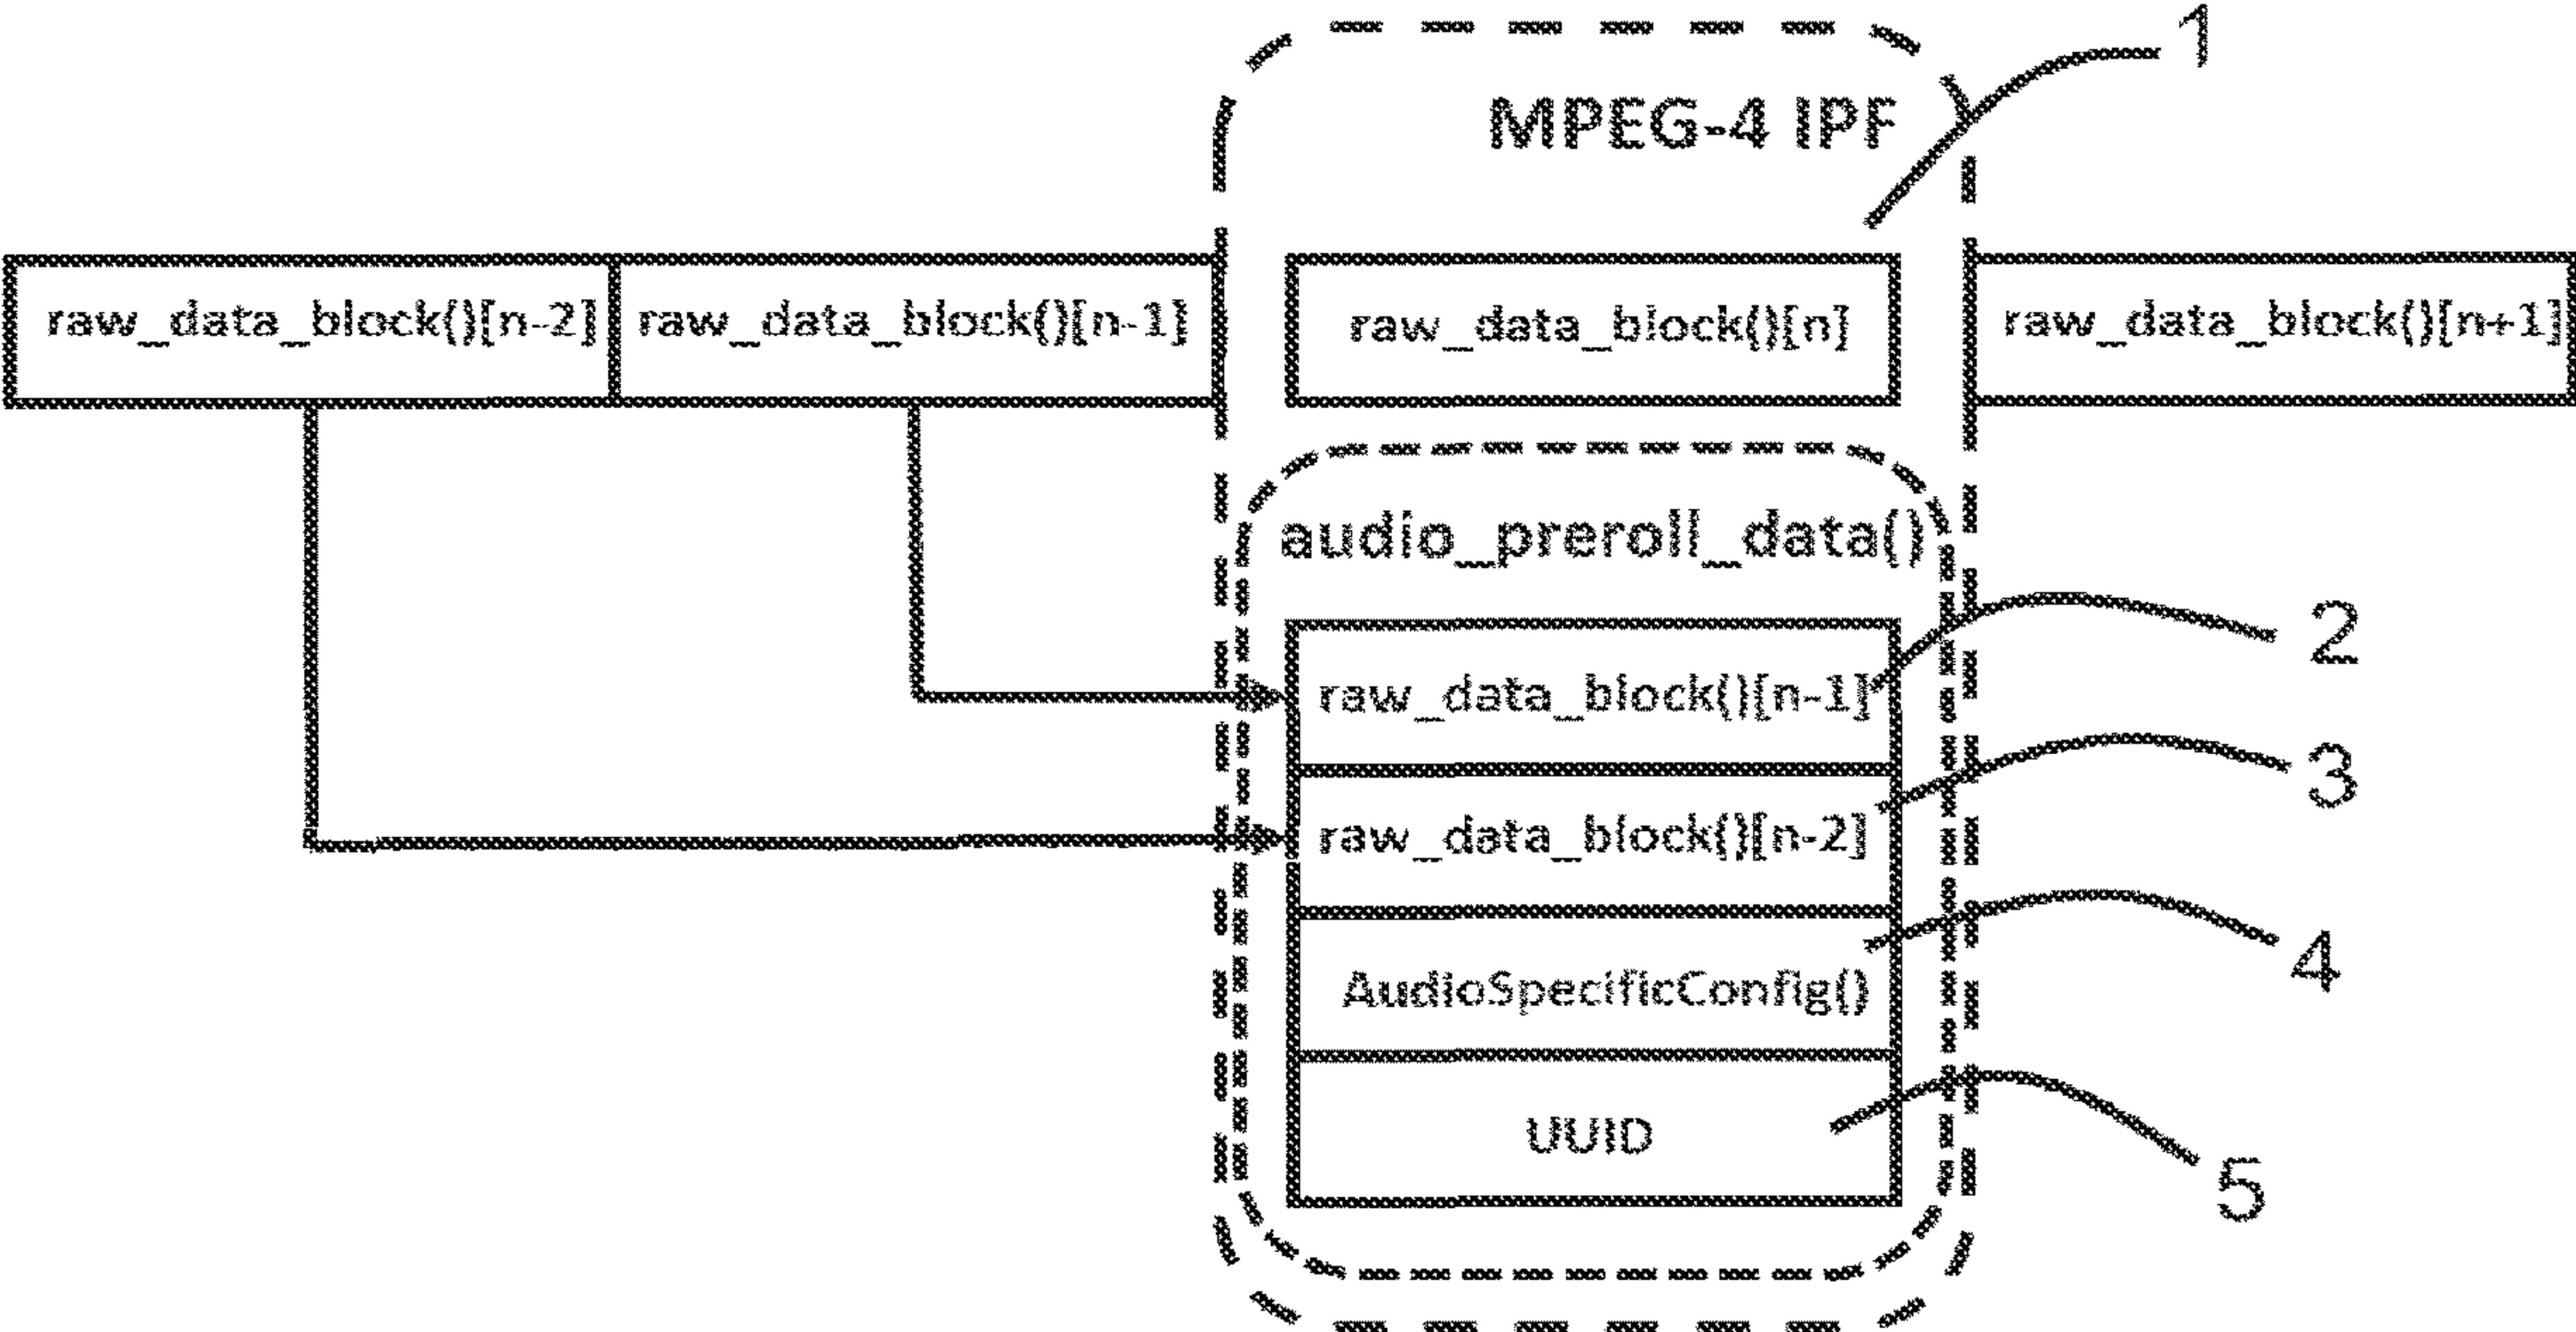 1
MPEG-4 IPF
raw_data_block()[n-2]
raw_data_block()[n-1]
raw_data_block()[n]
raw_data_block()[n+1]
audio_preroll_data()
raw_data_block()[n-1]
2
raw_data_block()[n-2]
3
AudioSpecificConfig()
4
UUID
5